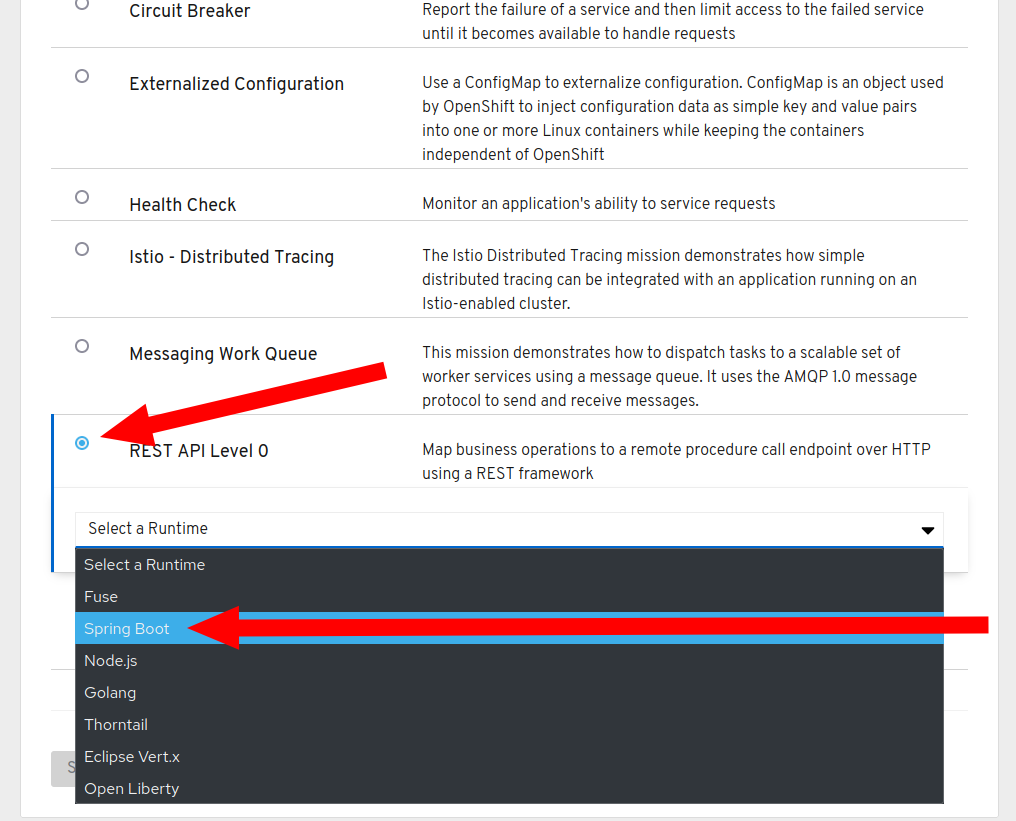 Circuit Breaker
Report the failure of a service and then limit access to the failed service
until it becomes available to handle requests
Externalized Configuration
Use a ConfigMap to externalize configuration. ConfigMap is an object used
by OpenShift to inject configuration data as simple key and value pairs
into one or more Linux containers while keeping the containers
independent of OpenShift
Health Check
Monitor an application's ability to service requests
Istio - Distributed Tracing
The Istio Distributed Tracing mission demonstrates how simple
distributed tracing can be integrated with an application running on an
Istio-enabled cluster.
Messaging Work Queue
This mission demonstrates how to dispatch tasks to a scalable set of
worker services using a message queue. It uses the AMQP 1.0 message
protocol to send and receive messages.
REST API Level 0
Map business operations to a remote procedure call endpoint over HTTP
using a REST framework
Select a Runtime
Select a Runtime
Fuse
Spring Boot
Node.js
Golang
Thorntail
Eclipse Vert.x
Open Liberty